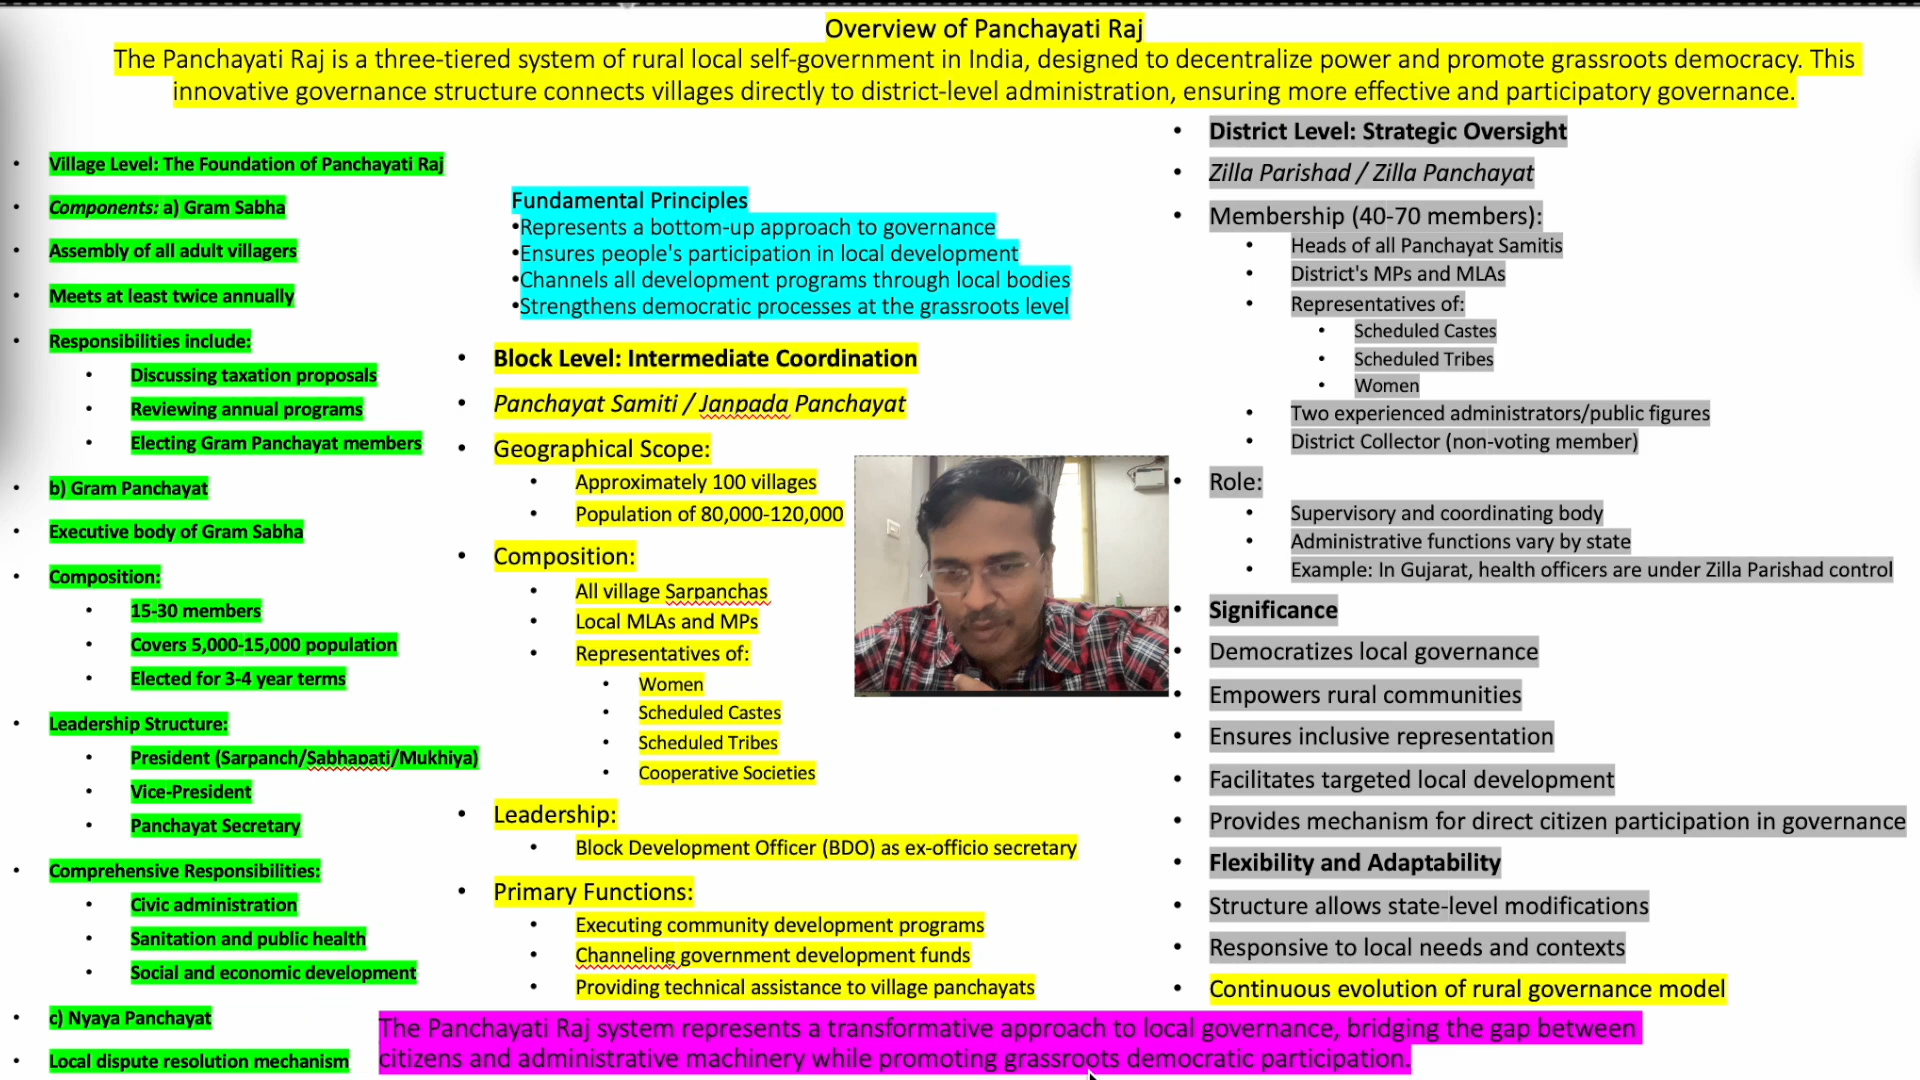 Overview of Panchayati Raj
The Panchayati Raj is a three-tiered system of rural local self-government in India, designed to decentralize power and promote grassroots democracy. This
innovative governance structure connects villages directly to district-level administration, ensuring more effective and participatory governance.
• Village Level: The Foundation of Panchayati Raj
• Components: a) Gram Sabha
• Assembly of all adult villagers
• Meets at least twice annually
• Responsibilities include:
• Discussing taxation proposals
• Reviewing annual programs
• Electing Gram Panchayat members
• b) Gram Panchayat
• Executive body of Gram Sabha
• Composition:
• 15-30 members
• Covers 5,000-15,000 population
• Elected for 3-4 year terms
• Leadership Structure:
• President (Sarpanch/Sabhapati/Mukhiya)
• Vice-President
• Panchayat Secretary
• Comprehensive Responsibilities:
• Civic administration
• Sanitation and public health
• Social and economic development
• c) Nyaya Panchayat
• Local dispute resolution mechanism
Fundamental Principles
•Represents a bottom-up approach to governance
•Ensures people's participation in local development
•Channels all development programs through local bodies
•Strengthens democratic processes at the grassroots level
• Block Level: Intermediate Coordination
• Panchayat Samiti / Janpada Panchayat
• Geographical Scope:
• Approximately 100 villages
• Population of 80,000-120,000
• Composition:
• All village Sarpanchas
• Local MLAs and MPs
• Representatives of:
• Women
• Scheduled Castes
• Scheduled Tribes
• Cooperative Societies
• Leadership:
• Block Development Officer (BDO) as ex-officio secretary
• Primary Functions:
• Executing community development programs
• Channeling government development funds
• Providing technical assistance to village panchayats
• District Level: Strategic Oversight
• Zilla Parishad / Zilla Panchayat
• Membership (40-70 members):
• Heads of all Panchayat Samitis
• District's MPs and MLAs
• Representatives of:
• Scheduled Castes
• Scheduled Tribes
• Women
• Two experienced administrators/public figures
• District Collector (non-voting member)
• Role:
• Supervisory and coordinating body
• Administrative functions vary by state
• Example: In Gujarat, health officers are under Zilla Parishad control
• Significance
• Democratizes local governance
• Empowers rural communities
• Ensures inclusive representation
• Facilitates targeted local development
• Provides mechanism for direct citizen participation in governance
• Flexibility and Adaptability
• Structure allows state-level modifications
• Responsive to local needs and contexts
• Continuous evolution of rural governance model
The Panchayati Raj system represents a transformative approach to local governance, bridging the gap between
citizens and administrative machinery while promoting grassroots democratic participation.